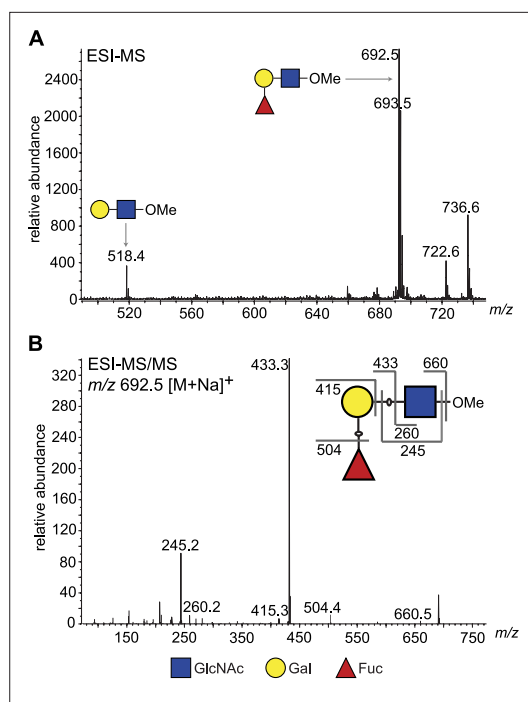 A
ESI-MS
692.5
693.5
OMe
2400
2000
1600
1200
800
400
0
relative abundance
OMe
518.4
736.6
722.6
520 560 600 640 680 720 m/z
B
ESI-MS/MS
m/z 692.5 [M+Na]+
433.3
433 660
415
OMe
260
504
245
320
280
240
200
160
120
80
40
0
relative abundance
245.2
260.2
415.3
504.4
660.5
150 250 350 450 550 650 750 m/z
GlcNAc Gal Fuc